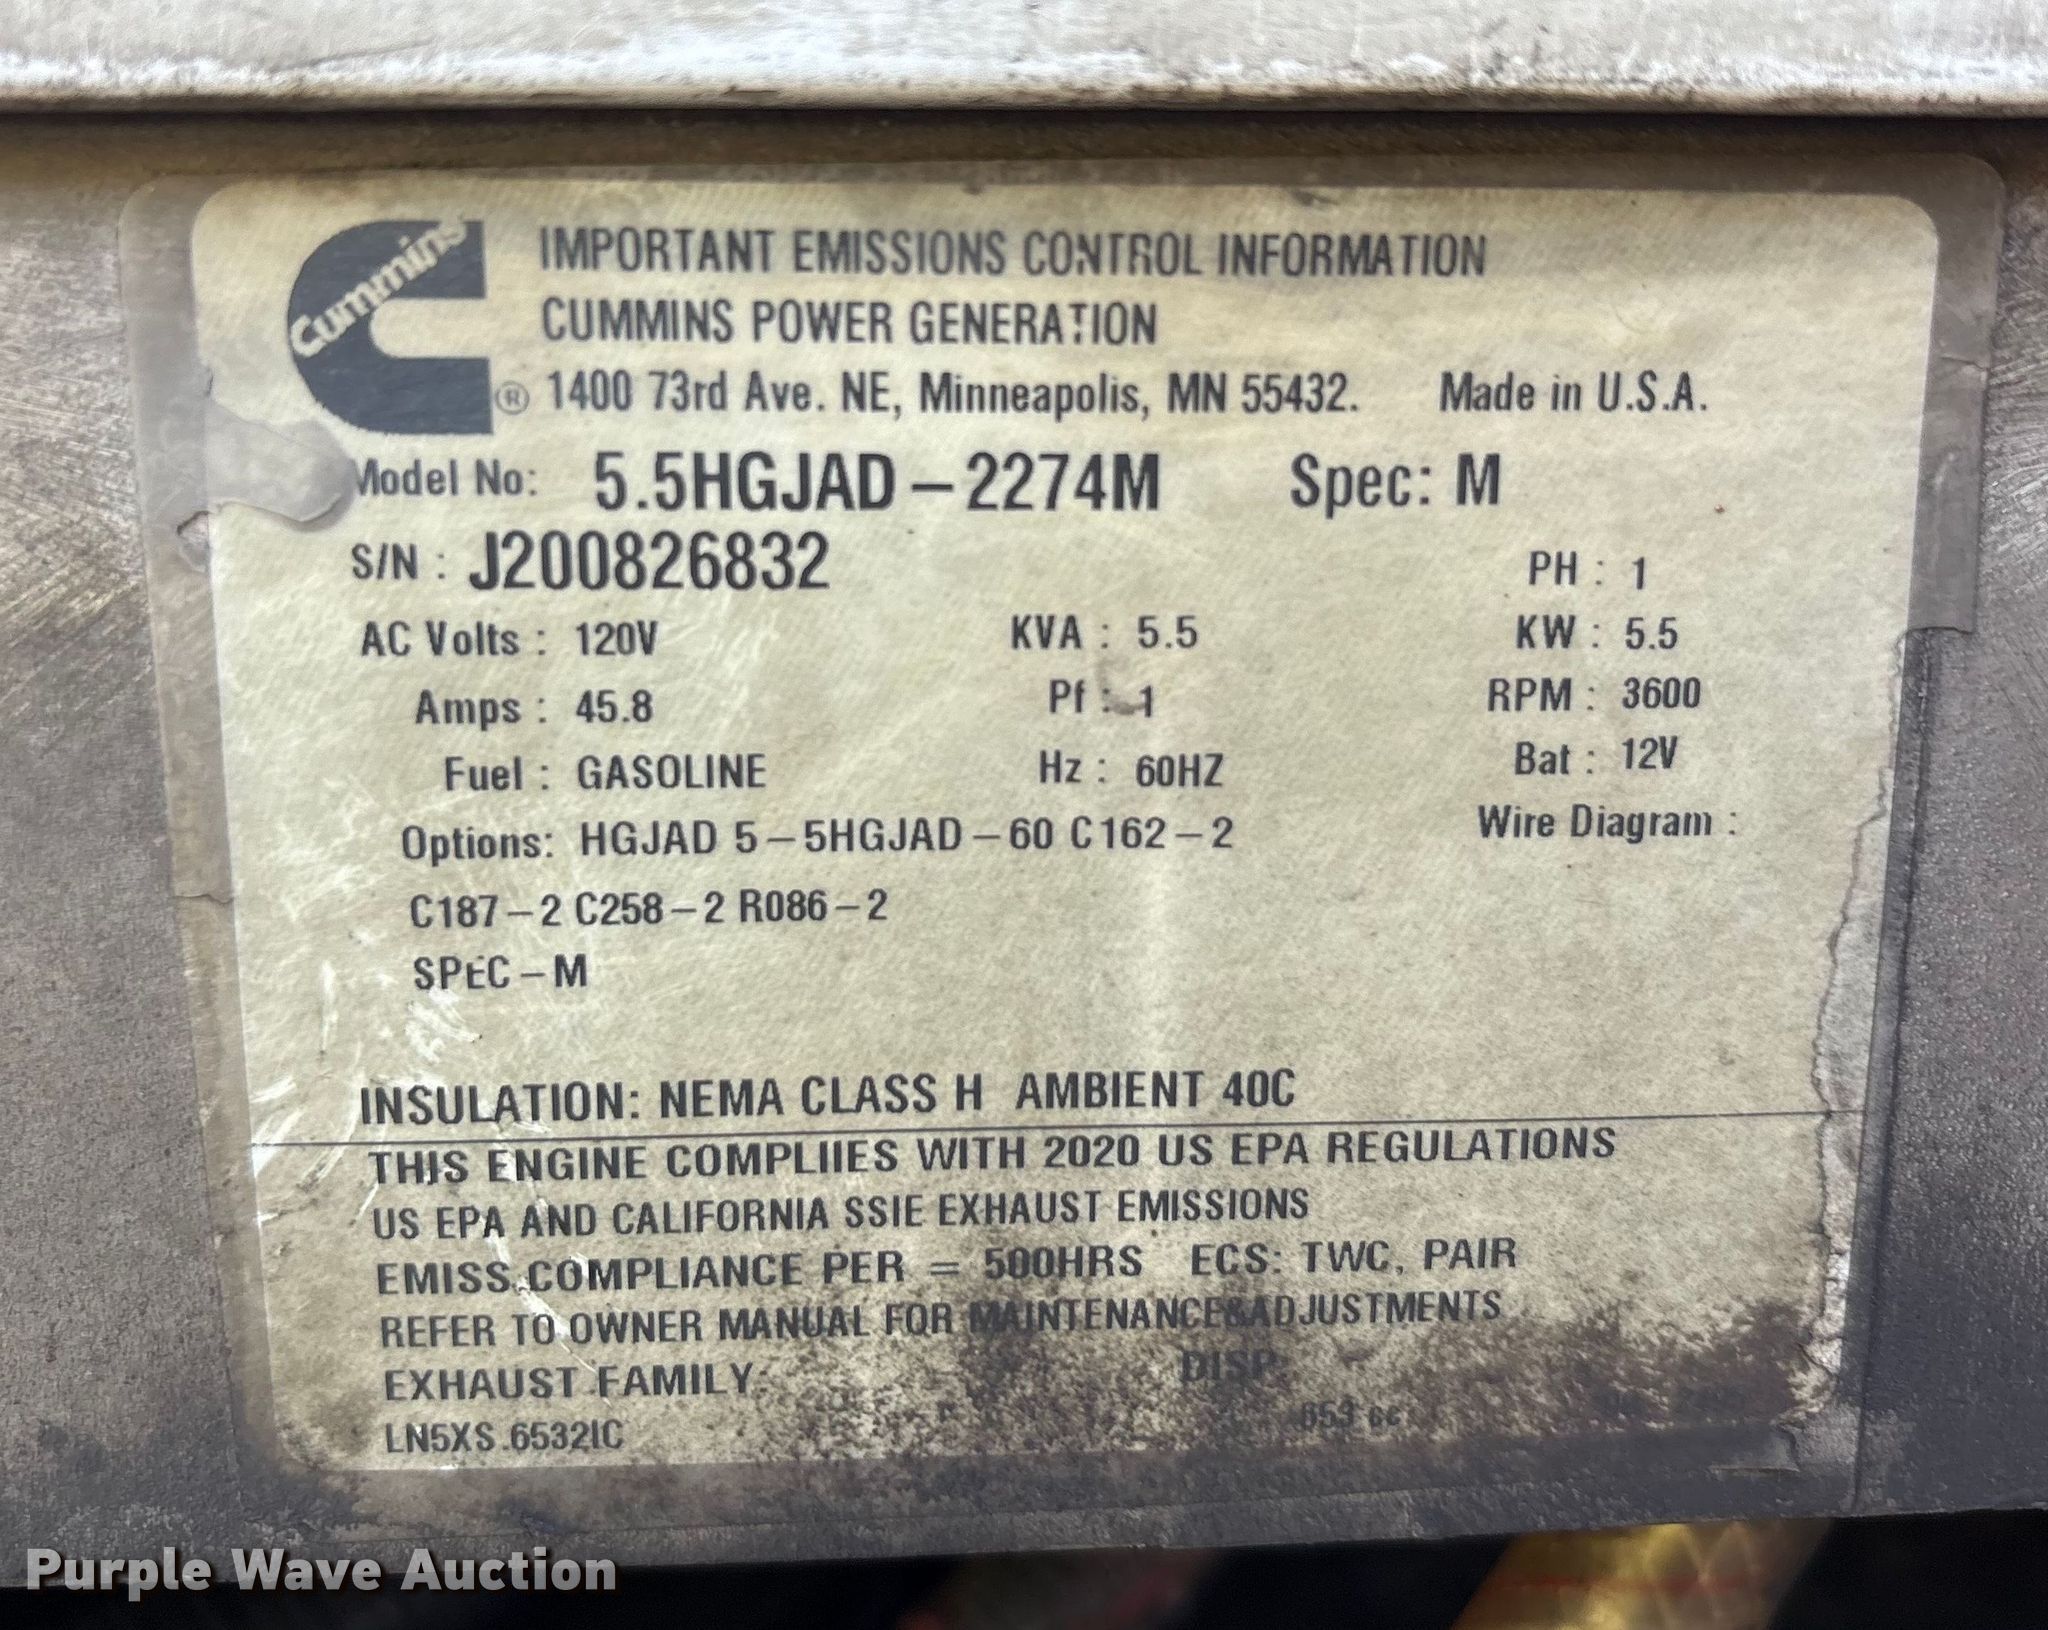 Cummins
IMPORTANT EMISSIONS CONTROL INFORMATION
CUMMINS POWER GENERATION
® 1400 73rd Ave. NE, Minneapolis, MN 55432. Made in U.S.A.
Model No: 5.5HGJAD-2274M Spec: M
S/N : J200826832 PH : 1
AC Volts : 120V KVA : 5.5 KW : 5.5
Amps : 45.8 Pf : 1 RPM : 3600
Fuel : GASOLINE Hz : 60HZ Bat : 12V
Options: HGJAD 5-5HGJAD-60 C162-2 Wire Diagram :
C187-2 C258-2 R086-2
SPEC-M
INSULATION: NEMA CLASS H AMBIENT 40C
THIS ENGINE COMPLIIES WITH 2020 US EPA REGULATIONS
US EPA AND CALIFORNIA SSIE EXHAUST EMISSIONS
EMISS.COMPLIANCE PER = 500HRS ECS: TWC, PAIR
REFER TO OWNER MANUAL FOR MAINTENANCE&ADJUSTMENTS
EXHAUST FAMILY: DISP:
LN5XS.6532IC 653 cc
Purple Wave Auction